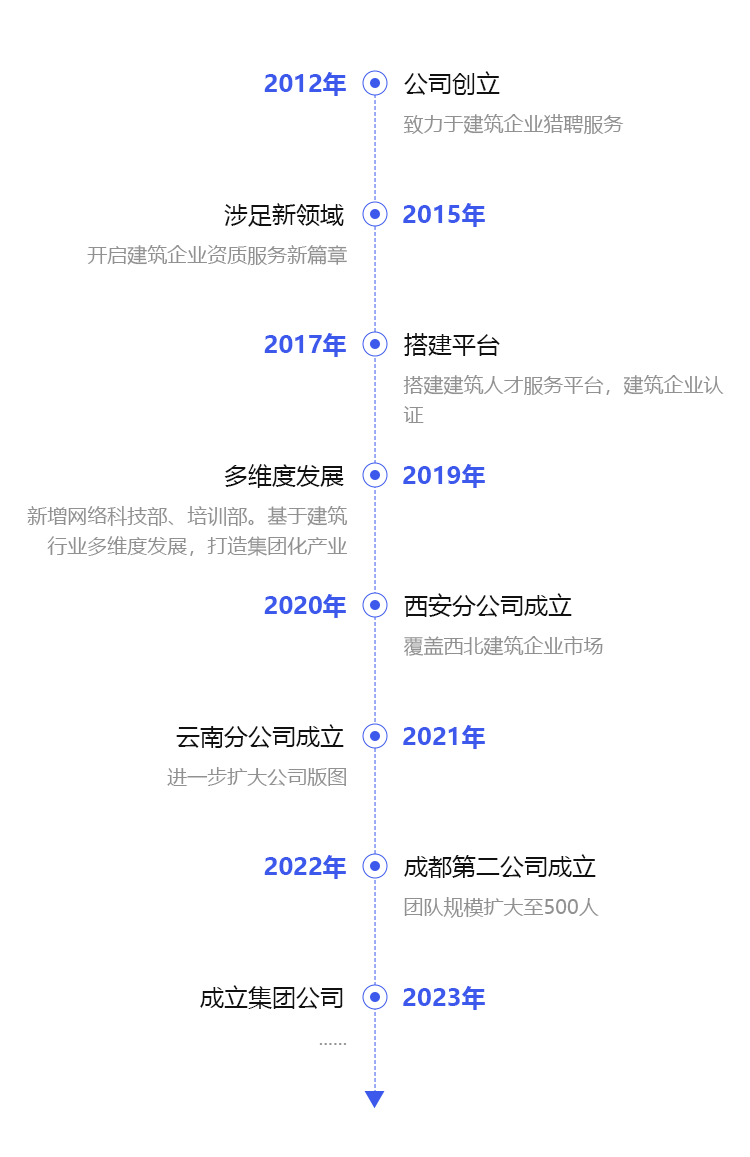 2012年
公司创立
致力于建筑企业猎聘服务
涉足新领域
2015年
开启建筑企业资质服务新篇章
2017年
搭建平台
搭建建筑人才服务平台，建筑企业认
证
多维度发展
2019年
新增网络科技部、培训部。基于建筑
行业多维度发展，打造集团化产业
2020年
西安分公司成立
覆盖西北建筑企业市场
云南分公司成立
2021年
进一步扩大公司版图
2022年
成都第二公司成立
团队规模扩大至500人
成立集团公司
2023年
......